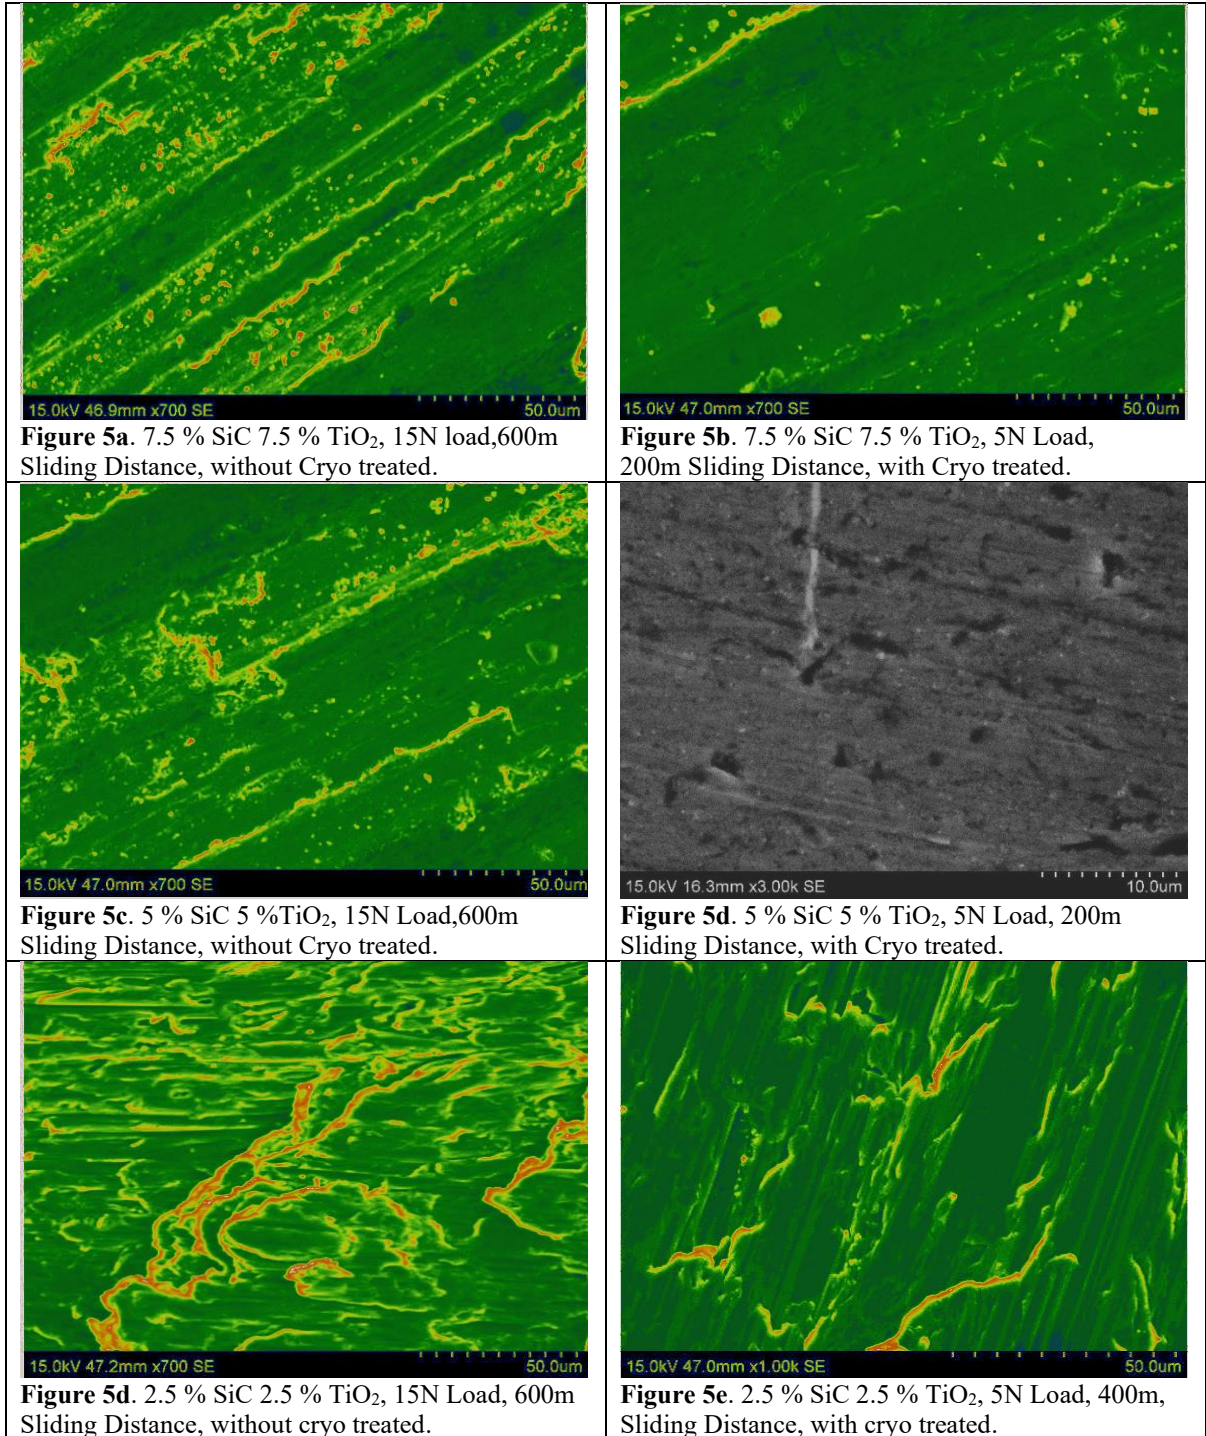 15.0kV 46.9mm x700 SE 50.0um
Figure 5a. 7.5 % SiC 7.5 % TiO₂, 15N load,600m
Sliding Distance, without Cryo treated.
15.0kV 47.0mm x700 SE 50.0um
Figure 5b. 7.5 % SiC 7.5 % TiO₂, 5N Load,
200m Sliding Distance, with Cryo treated.
15.0kV 47.0mm x700 SE 50.0um
Figure 5c. 5 % SiC 5 %TiO₂, 15N Load,600m
Sliding Distance, without Cryo treated.
15.0kV 16.3mm x3.00k SE 10.0um
Figure 5d. 5 % SiC 5 % TiO₂, 5N Load, 200m
Sliding Distance, with Cryo treated.
15.0kV 47.2mm x700 SE 50.0um
Figure 5d. 2.5 % SiC 2.5 % TiO₂, 15N Load, 600m
Sliding Distance, without cryo treated.
15.0kV 47.0mm x1.00k SE 50.0um
Figure 5e. 2.5 % SiC 2.5 % TiO₂, 5N Load, 400m,
Sliding Distance, with cryo treated.